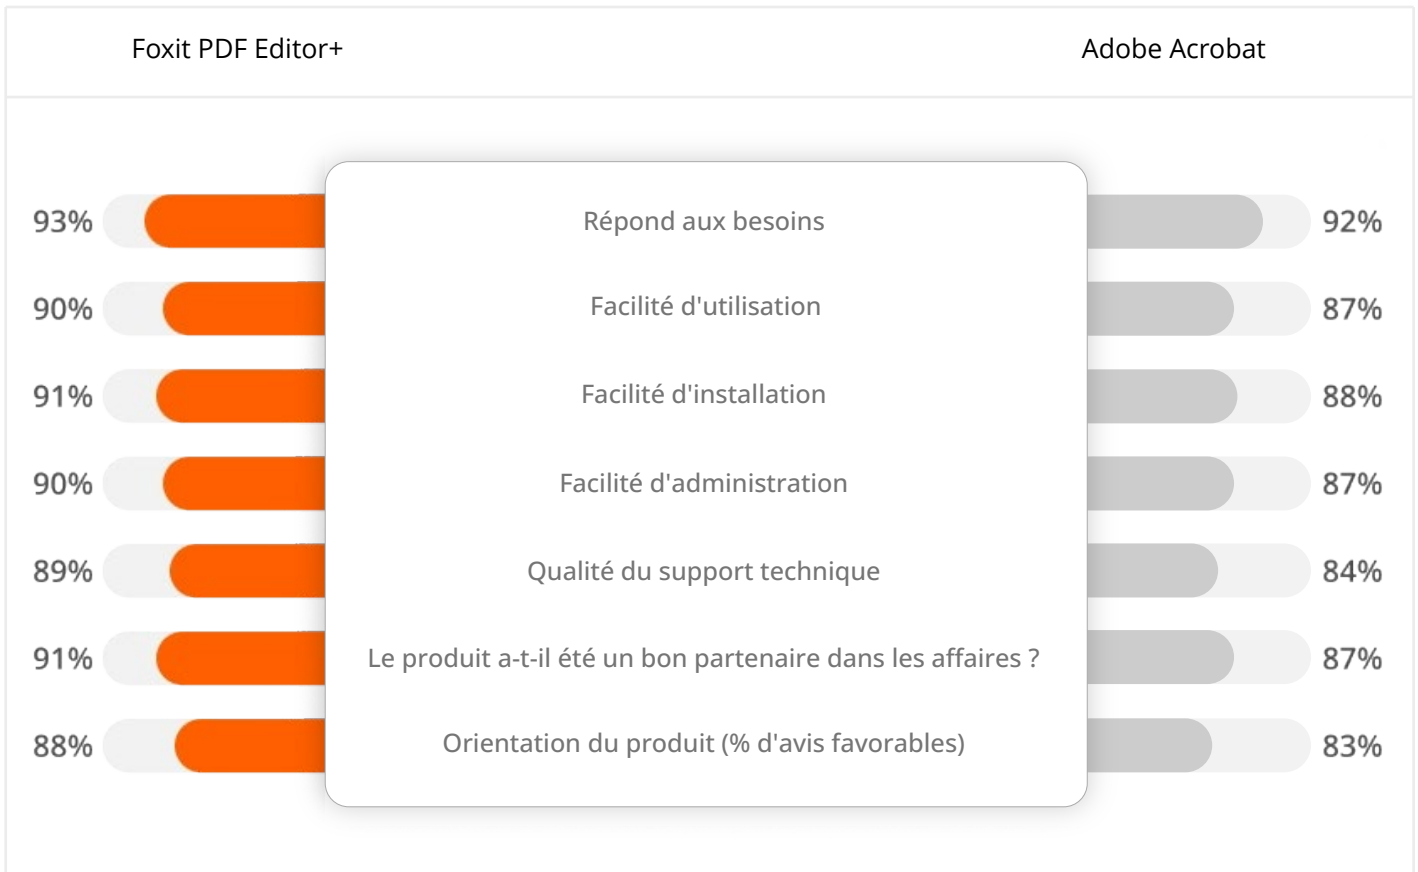 Foxit PDF Editor+ Adobe Acrobat
93% Répond aux besoins 92%
90% Facilité d'utilisation 87%
91% Facilité d'installation 88%
90% Facilité d'administration 87%
89% Qualité du support technique 84%
91% Le produit a-t-il été un bon partenaire dans les affaires ? 87%
88% Orientation du produit (% d'avis favorables) 83%